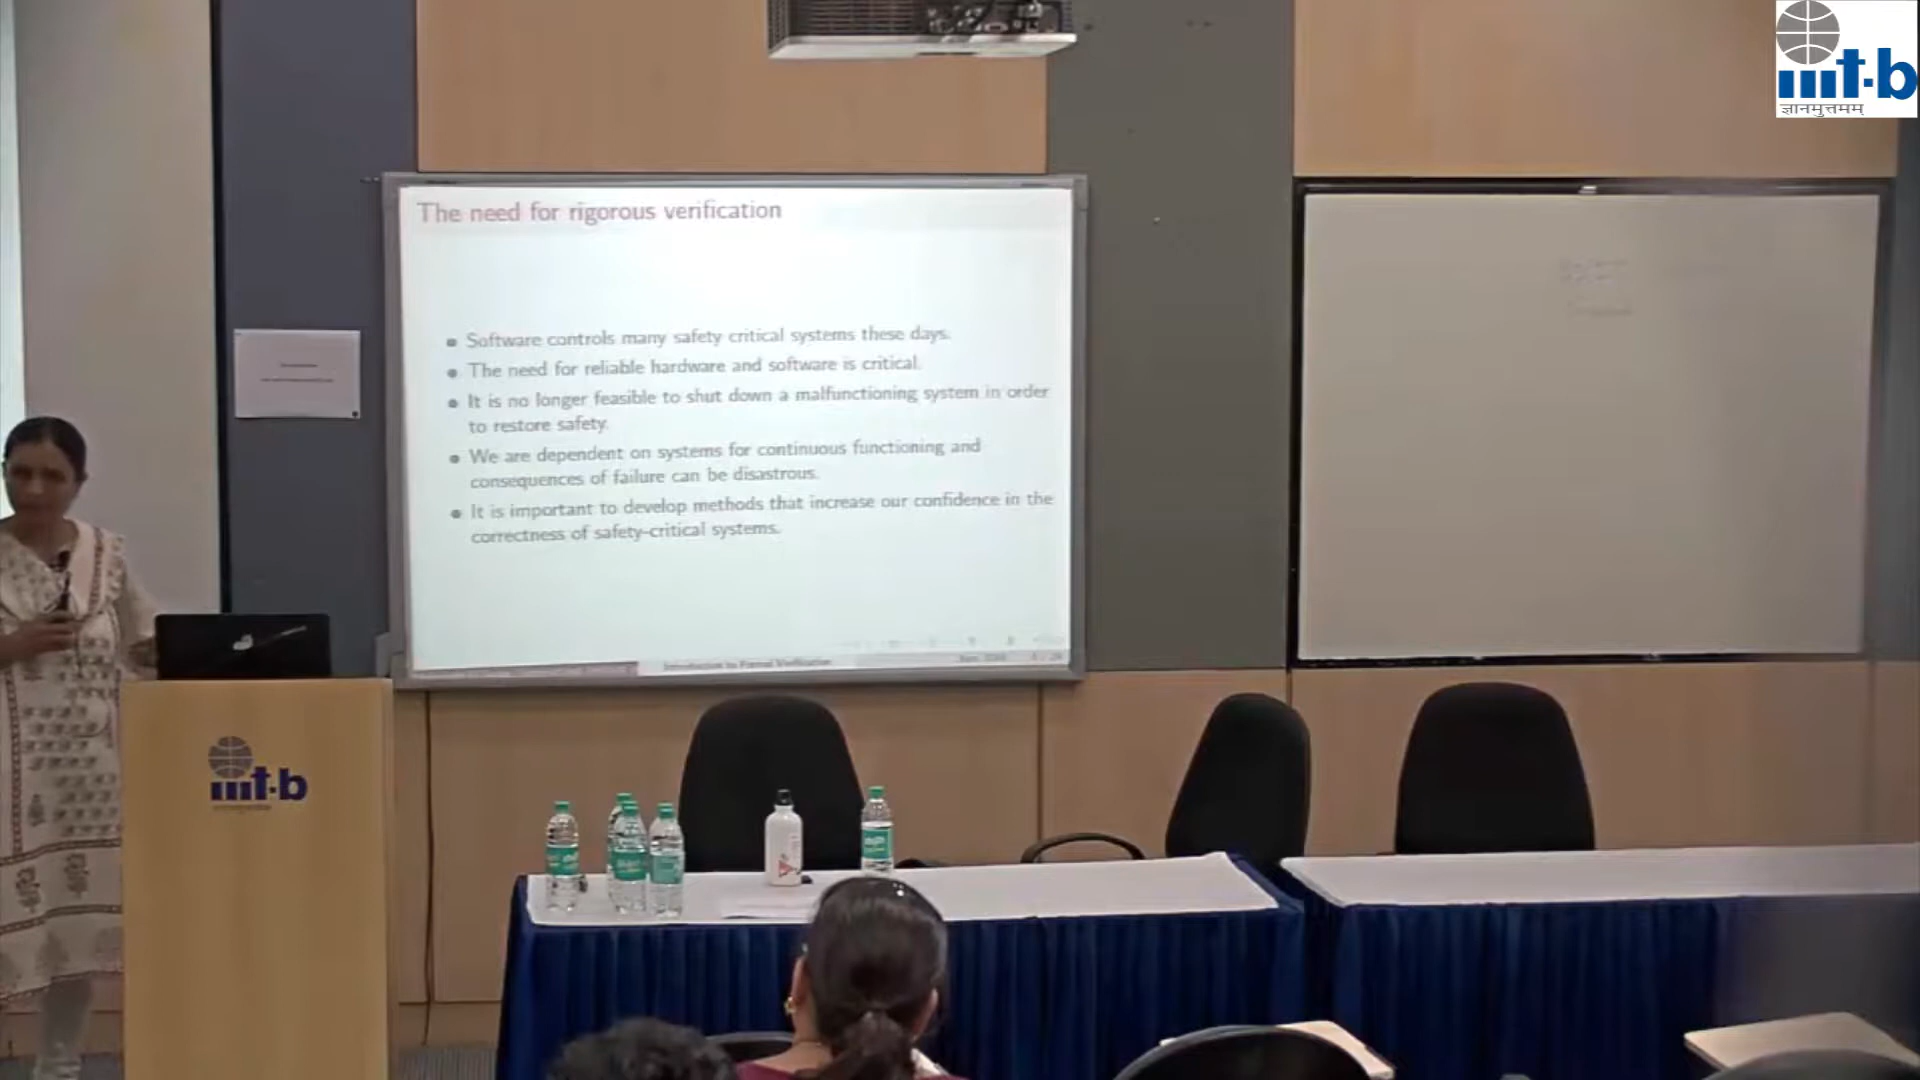 iiit-b
ज्ञानमुत्तमम्
The need for rigorous verification
Software controls many safety critical systems these days.
The need for reliable hardware and software is critical.
It is no longer feasible to shut down a malfunctioning system in order
to restore safety.
We are dependent on systems for continuous functioning and
consequences of failure can be disastrous.
It is important to develop methods that increase our confidence in the
correctness of safety-critical systems.
Introduction to Formal Verification
iiit-b